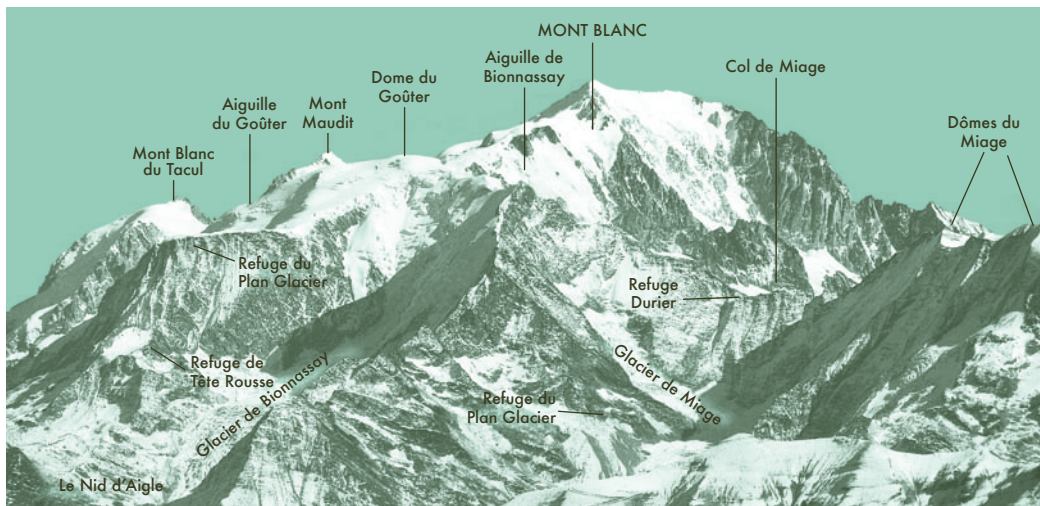 MONT BLANC
Aiguille de
Bionnassay
Col de Miage
Dome du
Goûter
Aiguille
du Goûter
Mont
Maudit
Dômes du
Miage
Mont Blanc
du Tacul
Refuge du
Plan Glacier
Refuge
Durier
Refuge de
Tête Rousse
Glacier de Bionnassay
Glacier de Miage
Refuge du
Plan Glacier
Le Nid d'Aigle